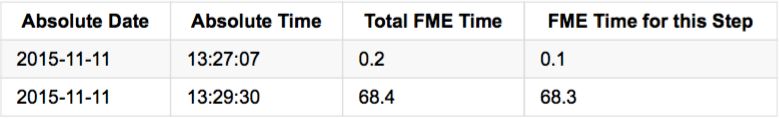 Absolute Date Absolute Time Total FME Time FME Time for this Step
2015-11-11 13:27:07 0.2 0.1
2015-11-11 13:29:30 68.4 68.3